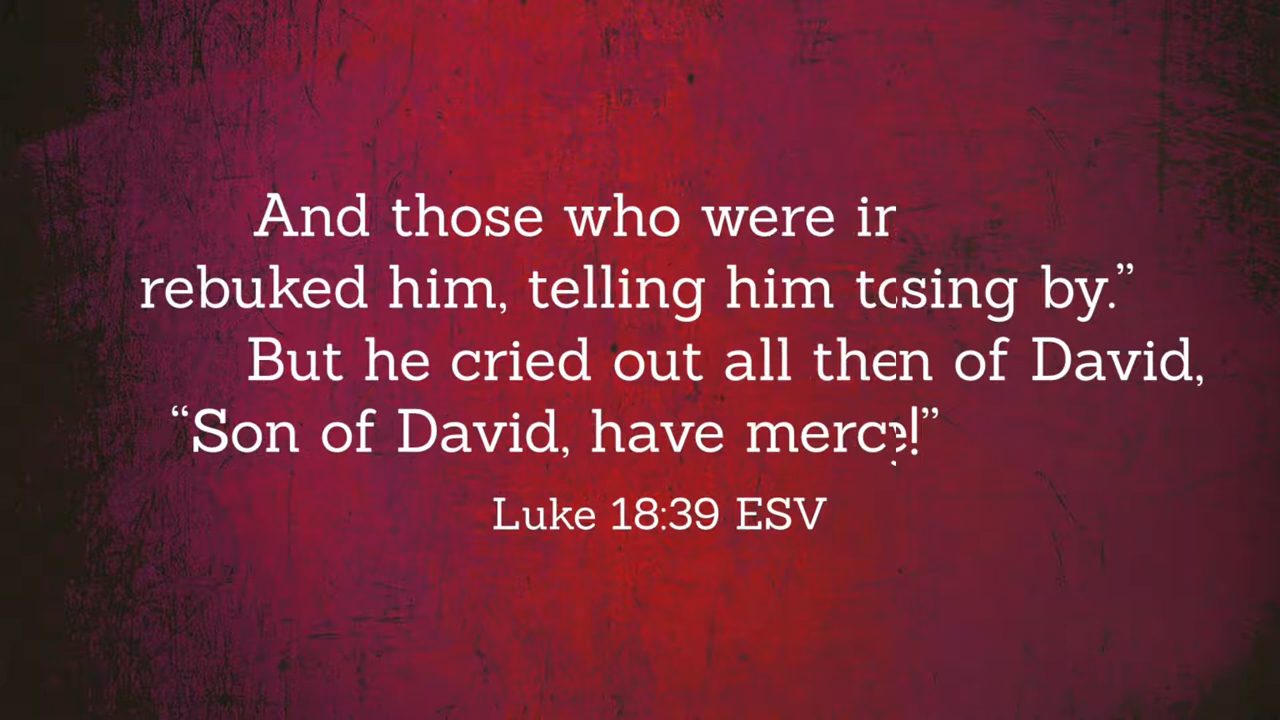 And those who were
rebuked him, telling him by.”
But he cried out all then of David,
“Son of David, have
Luke 18:39 ESV